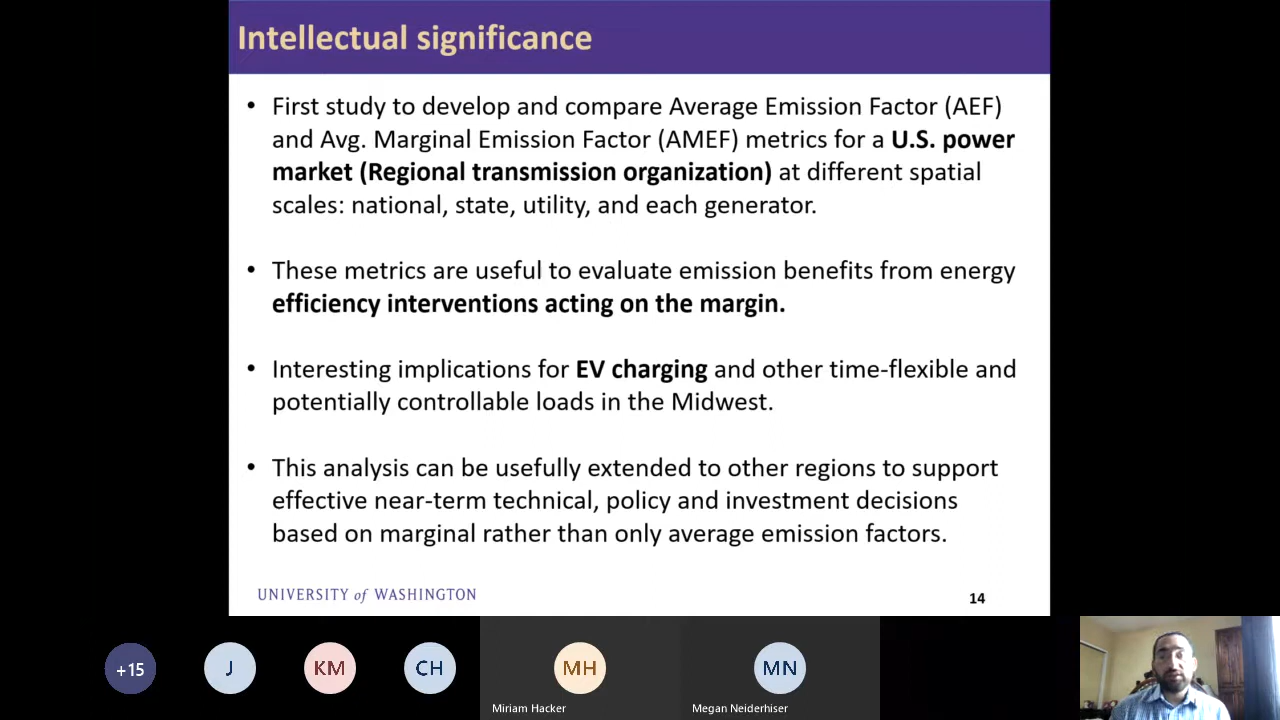 Intellectual significance
• First study to develop and compare Average Emission Factor (AEF)
and Avg. Marginal Emission Factor (AMEF) metrics for a U.S. power
market (Regional transmission organization) at different spatial
scales: national, state, utility, and each generator.
• These metrics are useful to evaluate emission benefits from energy
efficiency interventions acting on the margin.
• Interesting implications for EV charging and other time-flexible and
potentially controllable loads in the Midwest.
• This analysis can be usefully extended to other regions to support
effective near-term technical, policy and investment decisions
based on marginal rather than only average emission factors.
UNIVERSITY of WASHINGTON
14
+15
J
KM
CH
MH
MN
Miriam Hacker
Megan Neiderhiser